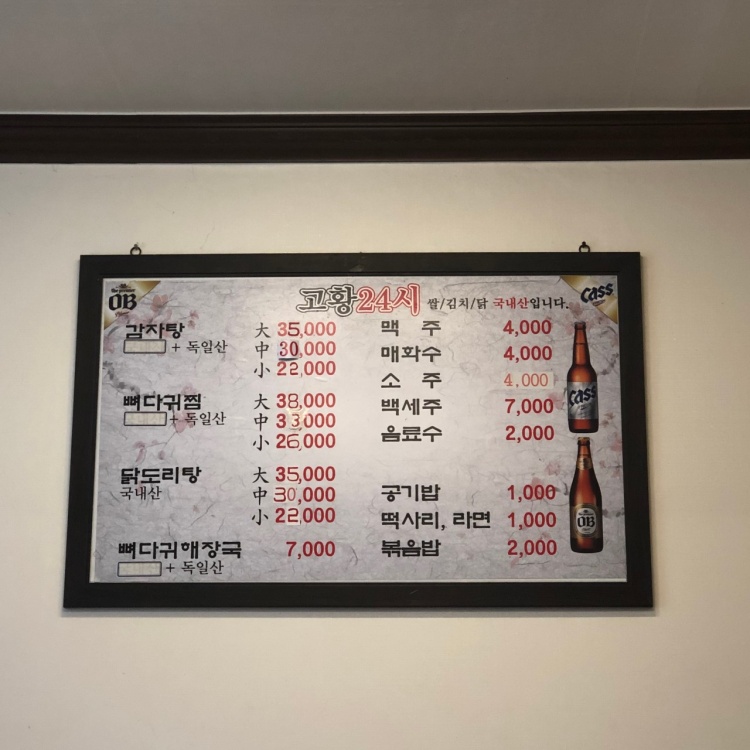 OB
고황24시 쌀/김치/닭 국내산입니다.
Cass
감자탕 大 35,000
+ 독일산 中 30,000
小 22,000
뼈다귀찜 大 38,000
+ 독일산 中 33,000
小 26,000
닭도리탕 大 35,000
국내산 中 30,000
小 22,000
뼈다귀해장국 7,000
+ 독일산
맥 주 4,000
매화수 4,000
소 주 4,000
백세주 7,000
음료수 2,000
공기밥 1,000
떡사리, 라면 1,000
볶음밥 2,000
Cass
OB